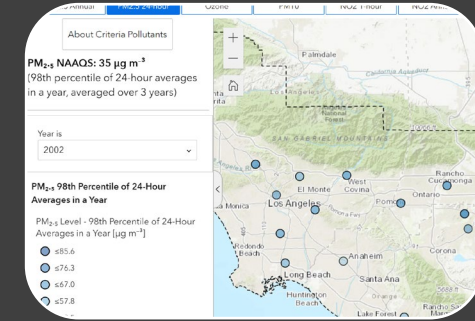 PM2.5 24-hour
Ozone
PM10
NO2 1-hour
About Criteria Pollutants
PM₂.₅ NAAQS: 35 µg m⁻³
(98th percentile of 24-hour averages
in a year, averaged over 3 years)
Year is
2002
PM₂.₅ 98th Percentile of 24-Hour
Averages in a Year
PM₂.₅ Level - 98th Percentile of 24-Hour
Averages in a Year [µg m⁻³]
≤85.6
≤76.3
≤67.0
≤57.8
+
−
Palmdale
California Aqueduct
Los Angeles
National
Forest
SAN GABRIEL MOUNTAINS
El Monte
West
Covina
Rancho
Cucamonga
Ontario
Los Angeles
a Monica
Redondo
Beach
Long Beach
Anaheim
Santa Ana
Corona
Huntington
Beach
Orange
Lake Forest